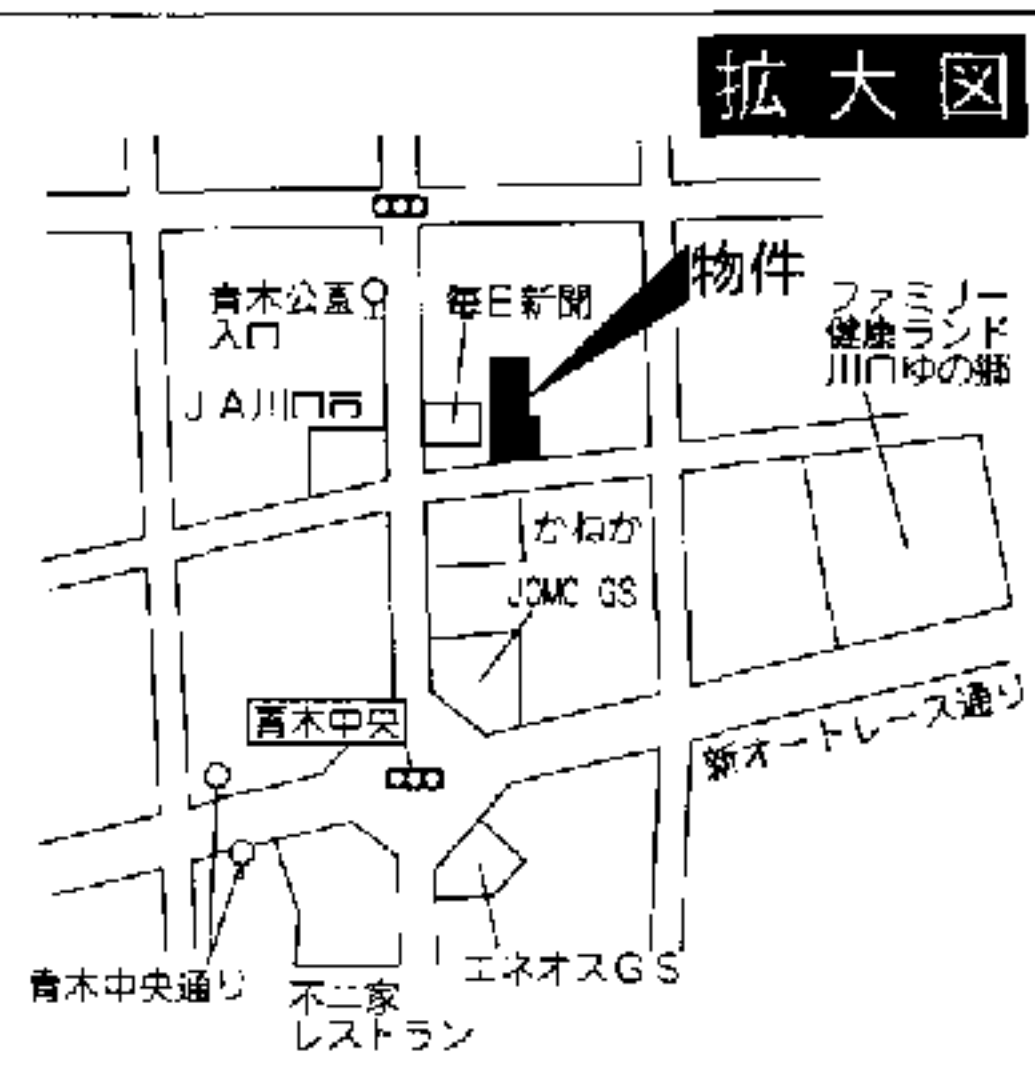 拡大図
物件
青木公園
入口
毎日新聞
ファミリー
健康ランド
川口ゆの郷
JA川口市
かねか
JOMO GS
青木中央
新オートレース通り
青木中央通り
不二家
レストラン
エネオスGS